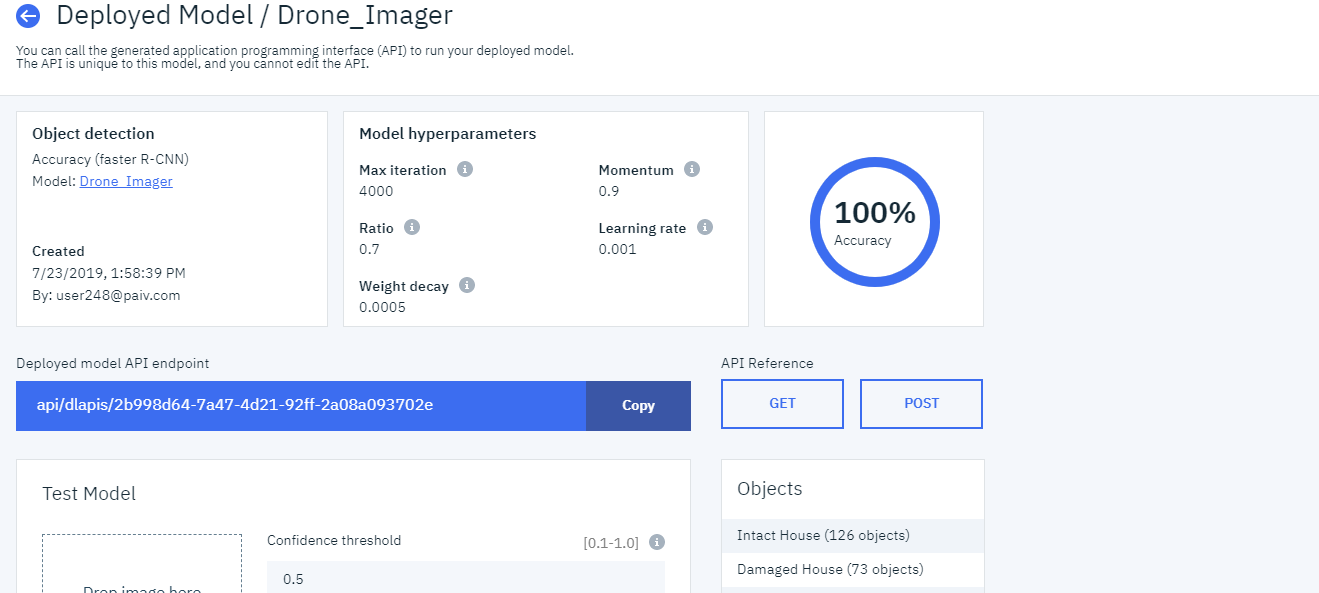 Deployed Model / Drone_Imager
You can call the generated application programming interface (API) to run your deployed model.
The API is unique to this model, and you cannot edit the API.
Object detection
Accuracy (faster R-CNN)
Model: Drone_Imager
Created
7/23/2019, 1:58:39 PM
By: user248@paiv.com
Model hyperparameters
Max iteration
4000
Momentum
0.9
Ratio
0.7
Learning rate
0.001
Weight decay
0.0005
100%
Accuracy
Deployed model API endpoint
api/dlapis/2b998d64-7a47-4d21-92ff-2a08a093702e
Copy
API Reference
GET
POST
Test Model
Drop image here
Confidence threshold
[0.1-1.0]
0.5
Objects
Intact House (126 objects)
Damaged House (73 objects)